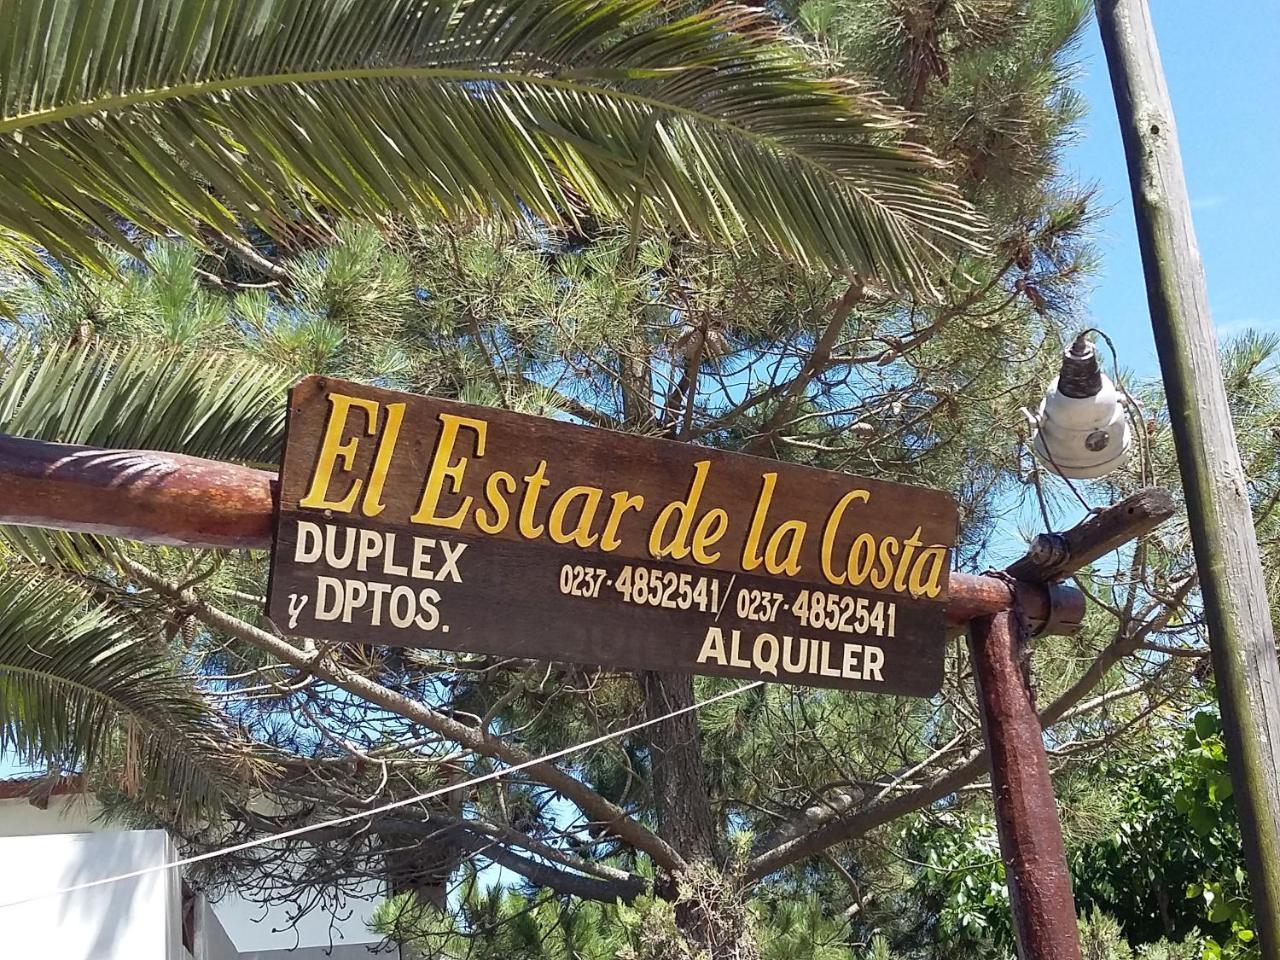 El Estar de la Costa
DUPLEX
y DPTOS.
0237-4852541/0237-4852541
ALQUILER